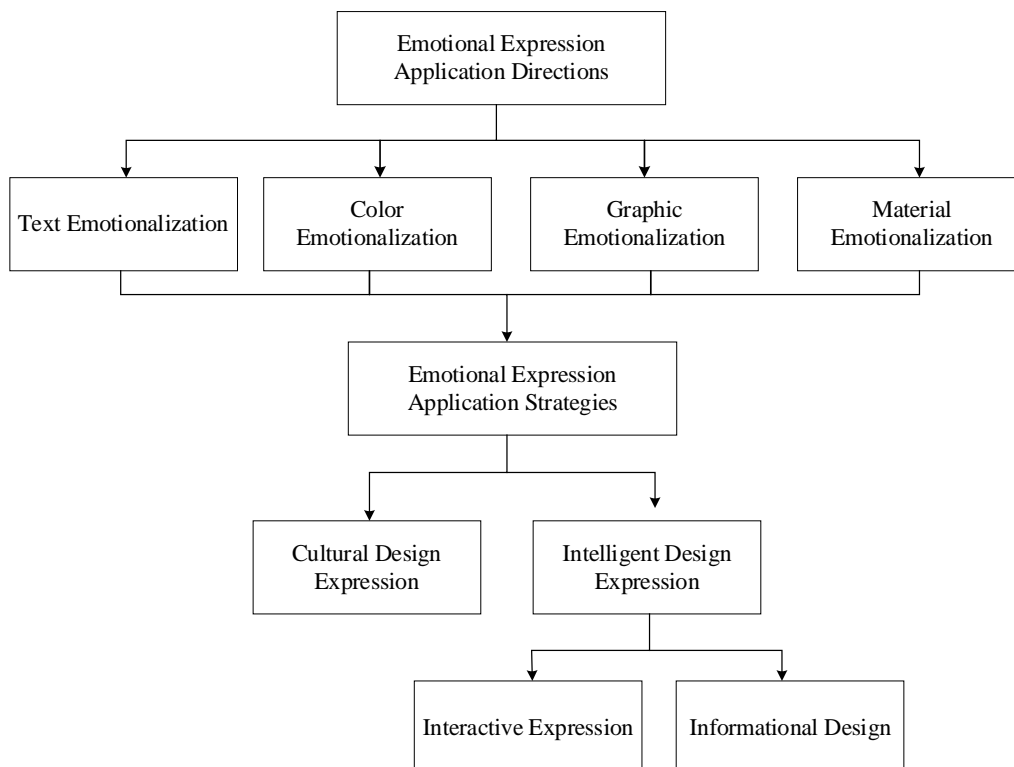 Emotional Expression
Application Directions
Text Emotionalization
Color
Emotionalization
Graphic
Emotionalization
Material
Emotionalization
Emotional Expression
Application Strategies
Cultural Design
Expression
Intelligent Design
Expression
Interactive Expression
Informational Design